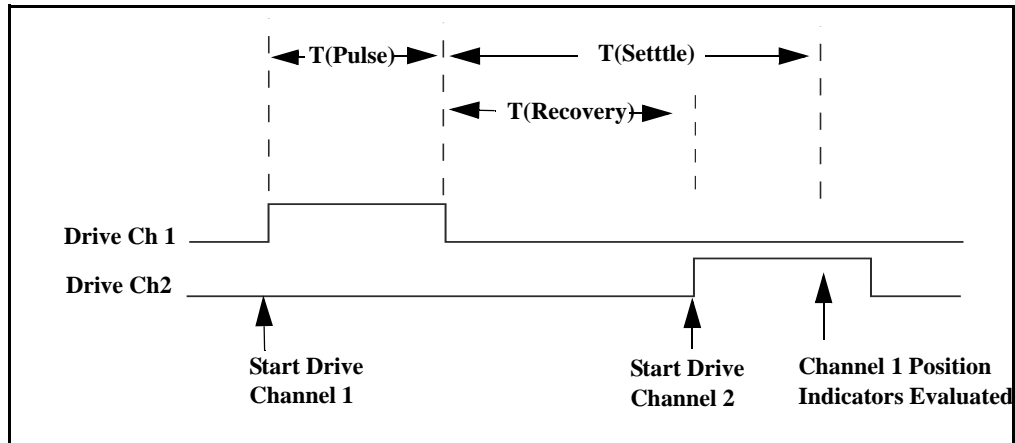 T(Pulse)
T(Setttle)
T(Recovery)
Drive Ch 1
Drive Ch2
Start Drive
Channel 1
Start Drive
Channel 2
Channel 1 Position
Indicators Evaluated